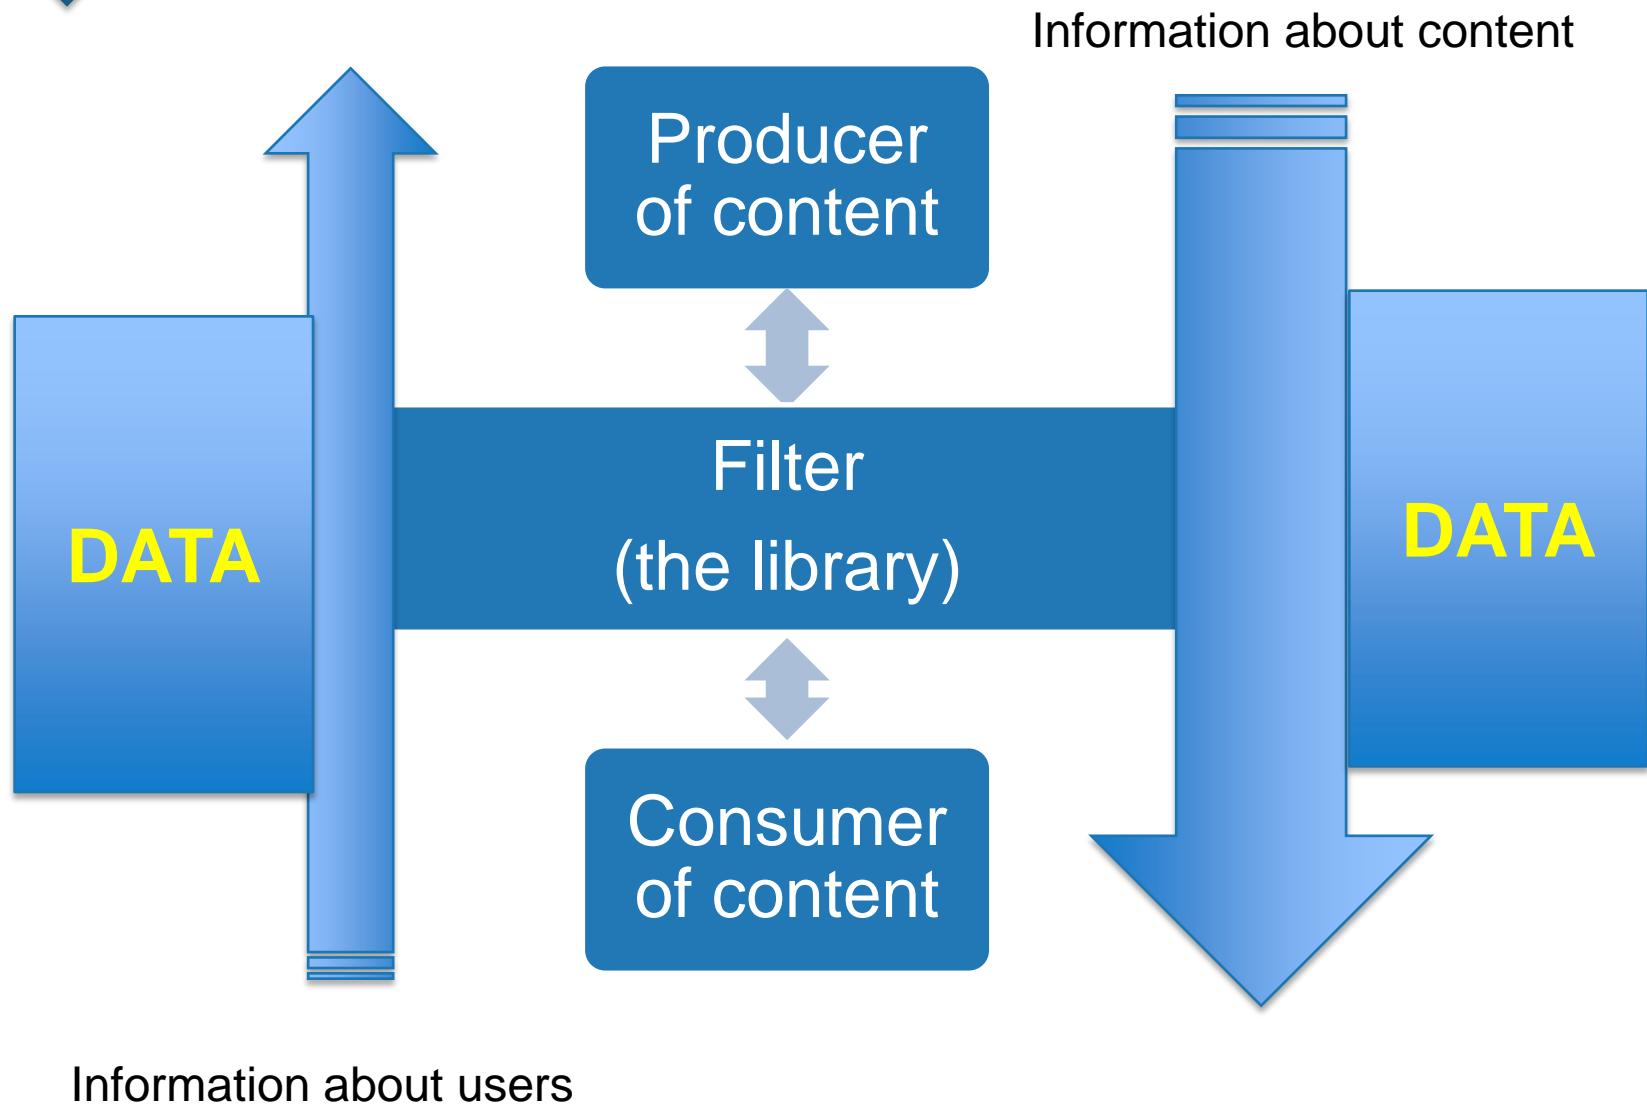 Information about content
Producer
of content
DATA
Filter
(the library)
DATA
Consumer
of content
Information about users